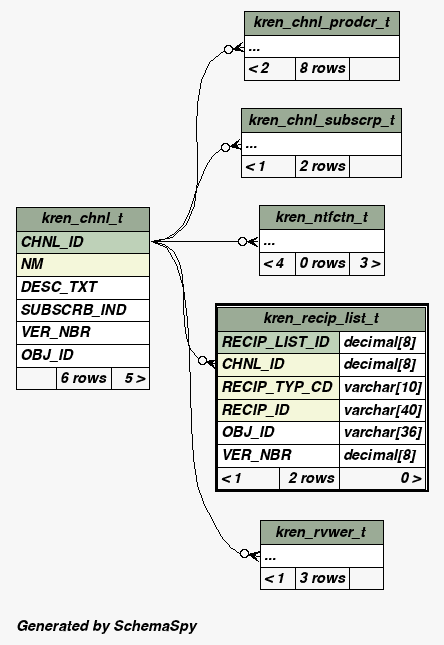 kren_chnl_prodcr_t
...
< 2 8 rows
kren_chnl_subscrp_t
...
< 1 2 rows
kren_chnl_t
CHNL_ID
NM
DESC_TXT
SUBSCRB_IND
VER_NBR
OBJ_ID
6 rows 5 >
kren_ntfctn_t
...
< 4 0 rows 3 >
kren_recip_list_t
RECIP_LIST_ID decimal[8]
CHNL_ID decimal[8]
RECIP_TYP_CD varchar[10]
RECIP_ID varchar[40]
OBJ_ID varchar[36]
VER_NBR decimal[8]
< 1 2 rows 0 >
kren_rvwer_t
...
< 1 3 rows
Generated by SchemaSpy